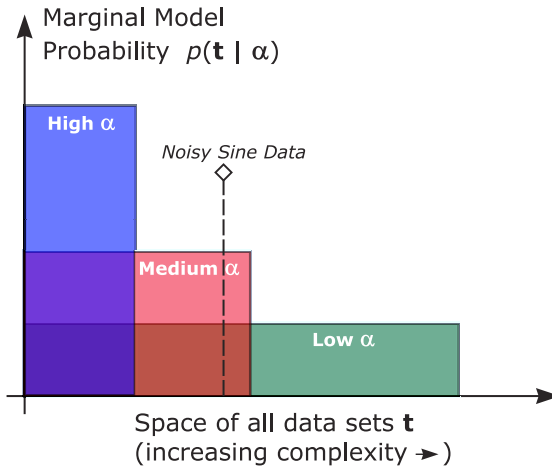 Marginal Model
Probability p(t | α)
High α
Noisy Sine Data
Medium α
Low α
Space of all data sets t
(increasing complexity →)